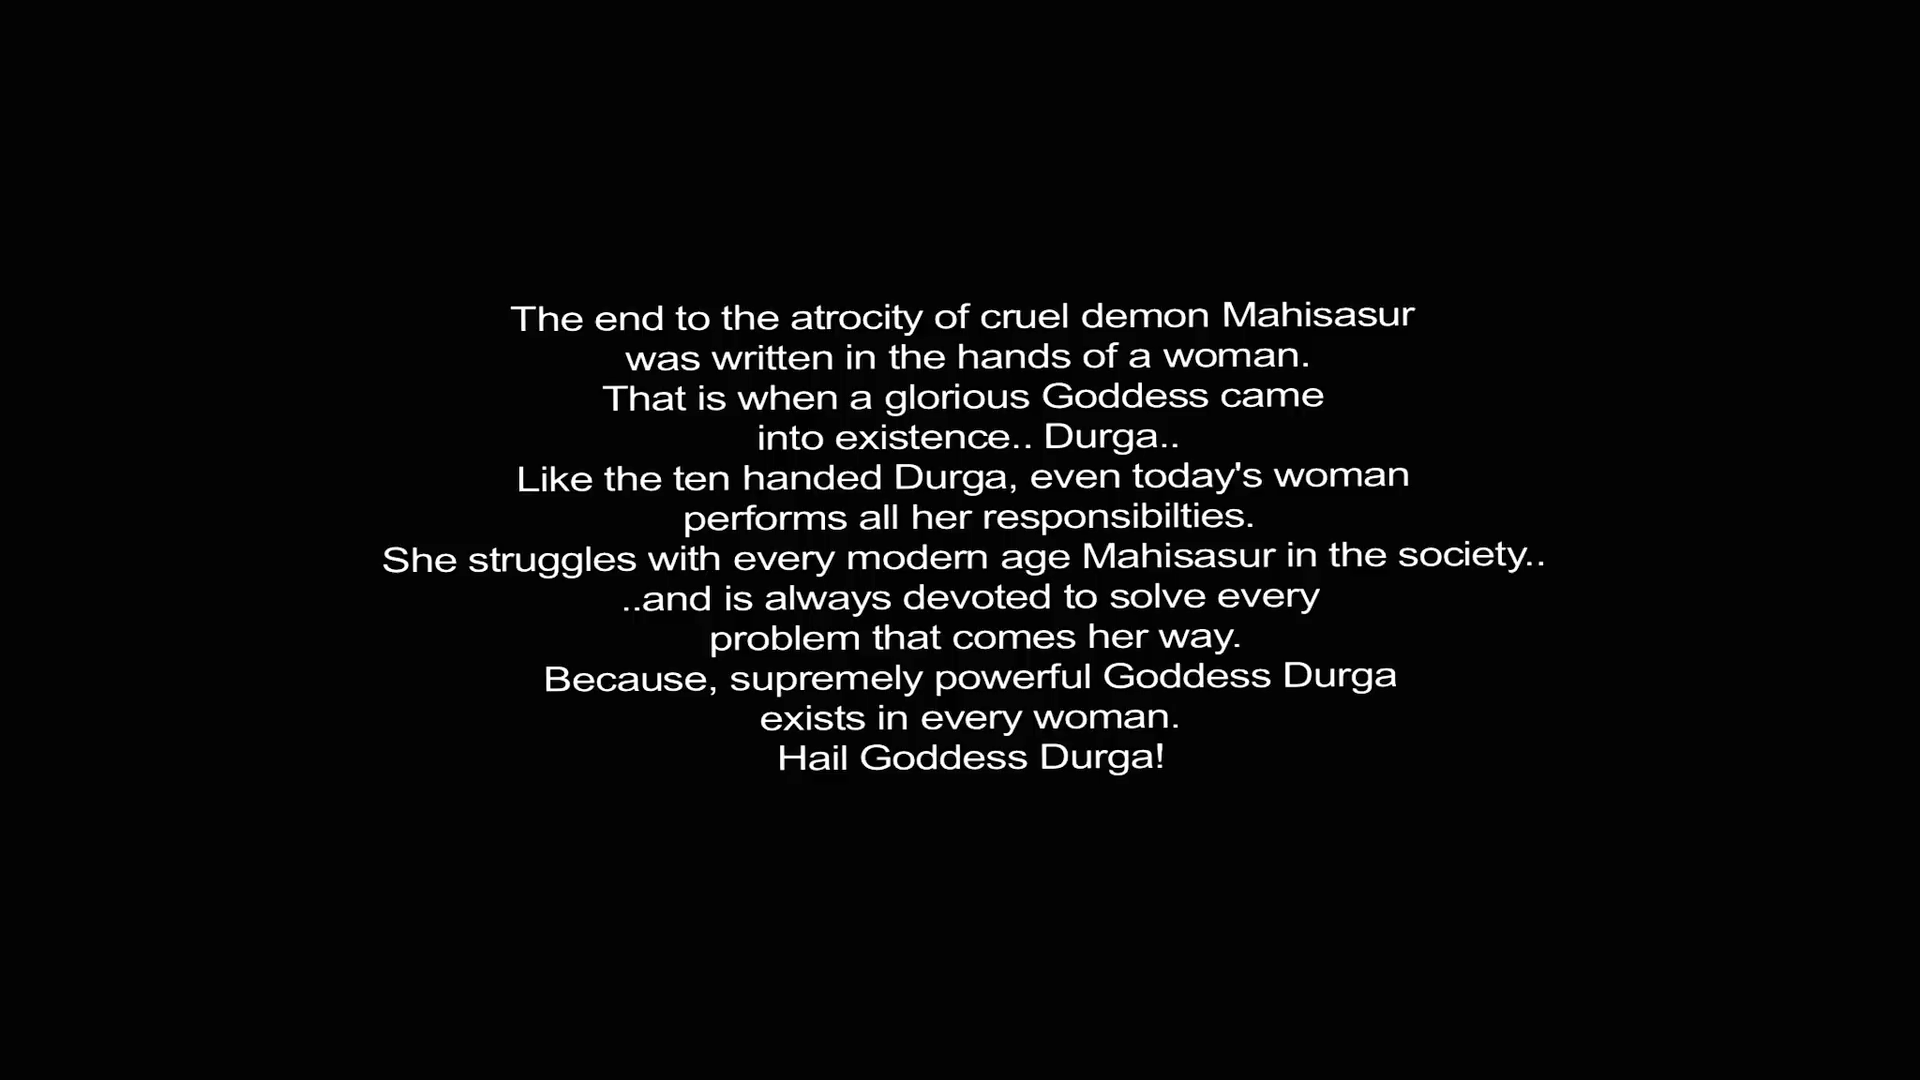 The end to the atrocity of cruel demon Mahisasur
was written in the hands of a woman.
That is when a glorious Goddess came
into existence.. Durga..
Like the ten handed Durga, even today's woman
performs all her responsibilties.
She struggles with every modern age Mahisasur in the society..
..and is always devoted to solve every
problem that comes her way.
Because, supremely powerful Goddess Durga
exists in every woman.
Hail Goddess Durga!